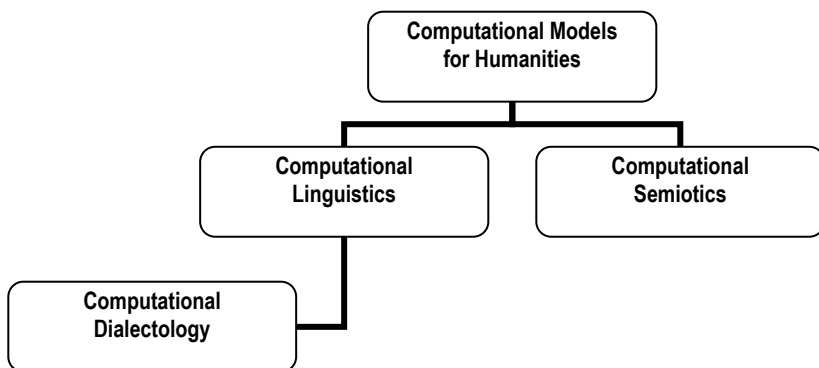 Computational Models
for Humanities
Computational
Linguistics
Computational
Semiotics
Computational
Dialectology